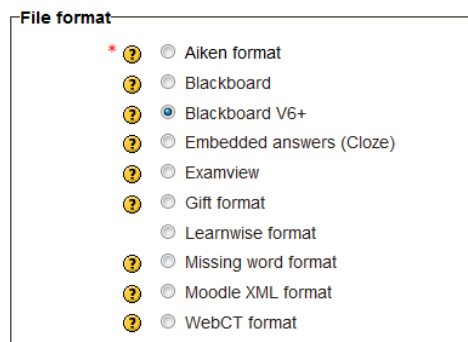 File format
* Aiken format
Blackboard
Blackboard V6+
Embedded answers (Cloze)
Examview
Gift format
Learnwise format
Missing word format
Moodle XML format
WebCT format